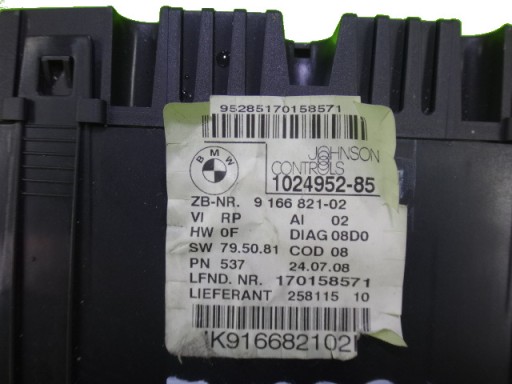 95285170158571
BMW
JOHNSON
CONTROLS
1024952-85
ZB-NR. 9 166 821-02
VI RP AI 02
HW 0F DIAG 08D0
SW 79.50.81 COD 08
PN 537 24.07.08
LFND. NR. 170158571
LIEFERANT 258115 10
K916682102